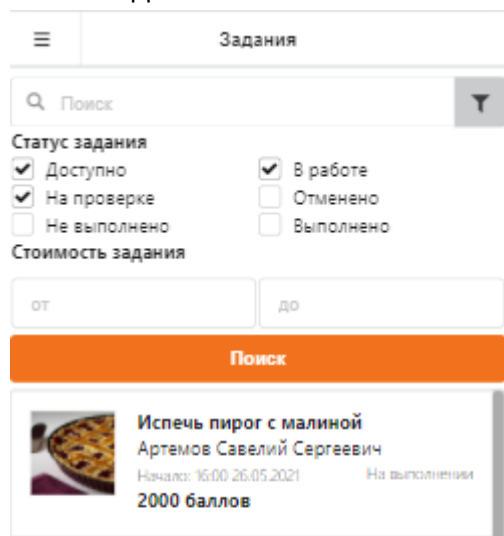 Задания
Поиск
Статус задания
Доступно В работе
На проверке Отменено
Не выполнено Выполнено
Стоимость задания
от до
Поиск
Испечь пирог с малиной
Артемов Савелий Сергеевич
Начало: 16:00 26.05.2021 На выполнении
2000 баллов